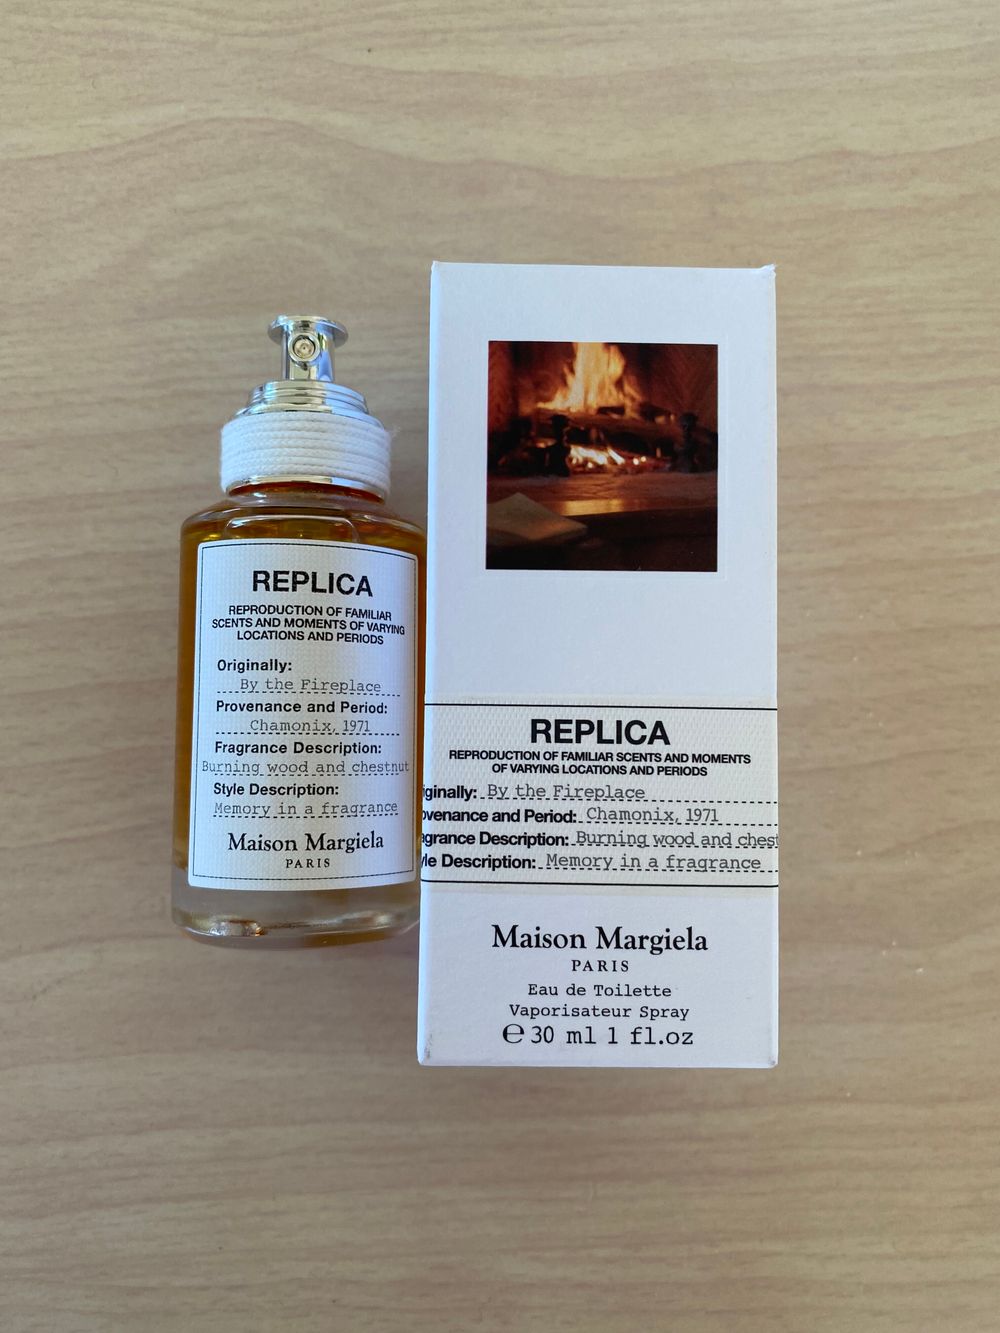 REPLICA
REPRODUCTION OF FAMILIAR
SCENTS AND MOMENTS OF VARYING
LOCATIONS AND PERIODS
Originally:
By the Fireplace
Provenance and Period:
Chamonix, 1971
Fragrance Description:
Burning wood and chestnut
Style Description:
Memory in a fragrance
Maison Margiela
PARIS
REPLICA
REPRODUCTION OF FAMILIAR SCENTS AND MOMENTS
OF VARYING LOCATIONS AND PERIODS
iginally: By the Fireplace
ovenance and Period: Chamonix, 1971
agrance Description: Burning wood and chest
yle Description: Memory in a fragrance
Maison Margiela
PARIS
Eau de Toilette
Vaporisateur Spray
℮ 30 ml 1 fl.oz